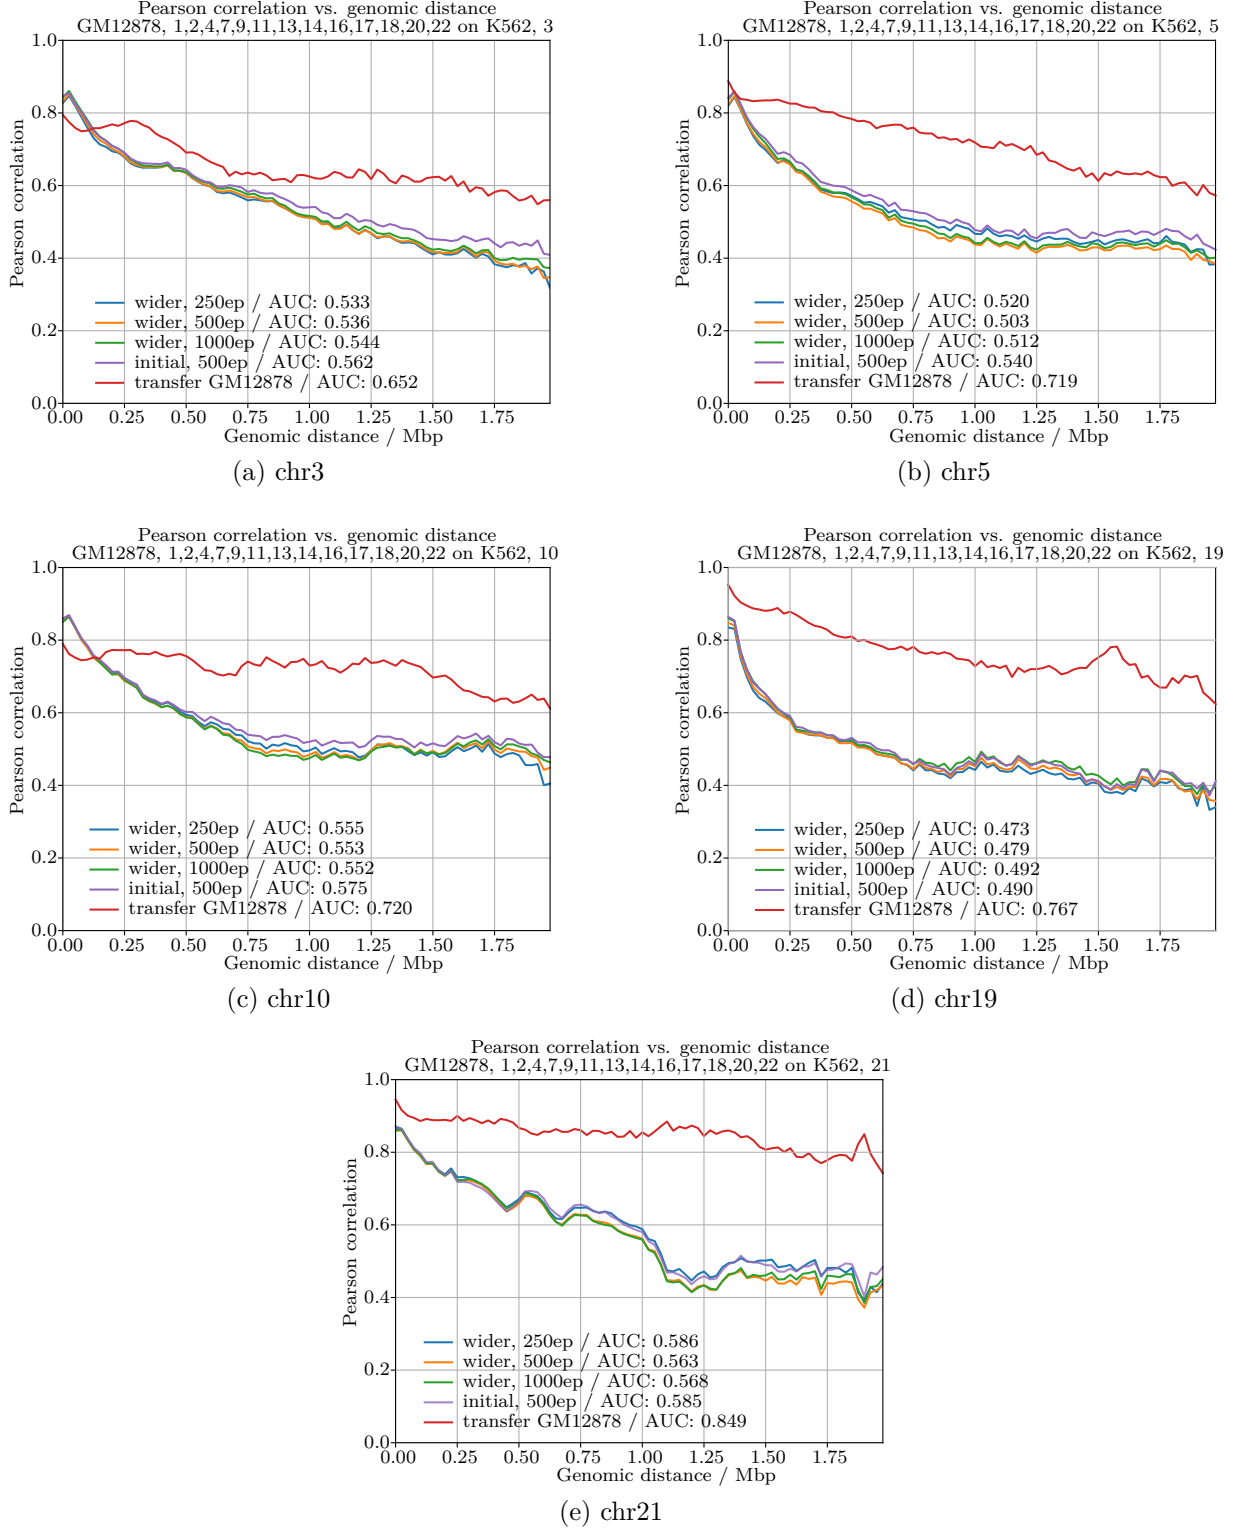 Pearson correlation vs. genomic distance
GM12878, 1,2,4,7,9,11,13,14,16,17,18,20,22 on K562, 3
1.0
0.8
0.6
0.4
0.2
0.0
Pearson correlation
wider, 250ep / AUC: 0.533
wider, 500ep / AUC: 0.536
wider, 1000ep / AUC: 0.544
initial, 500ep / AUC: 0.562
transfer GM12878 / AUC: 0.652
0.00 0.25 0.50 0.75 1.00 1.25 1.50 1.75
Genomic distance / Mbp
(a) chr3
Pearson correlation vs. genomic distance
GM12878, 1,2,4,7,9,11,13,14,16,17,18,20,22 on K562, 5
1.0
0.8
0.6
0.4
0.2
0.0
Pearson correlation
wider, 250ep / AUC: 0.520
wider, 500ep / AUC: 0.503
wider, 1000ep / AUC: 0.512
initial, 500ep / AUC: 0.540
transfer GM12878 / AUC: 0.719
0.00 0.25 0.50 0.75 1.00 1.25 1.50 1.75
Genomic distance / Mbp
(b) chr5
Pearson correlation vs. genomic distance
GM12878, 1,2,4,7,9,11,13,14,16,17,18,20,22 on K562, 10
1.0
0.8
0.6
0.4
0.2
0.0
Pearson correlation
wider, 250ep / AUC: 0.555
wider, 500ep / AUC: 0.553
wider, 1000ep / AUC: 0.552
initial, 500ep / AUC: 0.575
transfer GM12878 / AUC: 0.720
0.00 0.25 0.50 0.75 1.00 1.25 1.50 1.75
Genomic distance / Mbp
(c) chr10
Pearson correlation vs. genomic distance
GM12878, 1,2,4,7,9,11,13,14,16,17,18,20,22 on K562, 19
1.0
0.8
0.6
0.4
0.2
0.0
Pearson correlation
wider, 250ep / AUC: 0.473
wider, 500ep / AUC: 0.479
wider, 1000ep / AUC: 0.492
initial, 500ep / AUC: 0.490
transfer GM12878 / AUC: 0.767
0.00 0.25 0.50 0.75 1.00 1.25 1.50 1.75
Genomic distance / Mbp
(d) chr19
Pearson correlation vs. genomic distance
GM12878, 1,2,4,7,9,11,13,14,16,17,18,20,22 on K562, 21
1.0
0.8
0.6
0.4
0.2
0.0
Pearson correlation
wider, 250ep / AUC: 0.586
wider, 500ep / AUC: 0.563
wider, 1000ep / AUC: 0.568
initial, 500ep / AUC: 0.585
transfer GM12878 / AUC: 0.849
0.00 0.25 0.50 0.75 1.00 1.25 1.50 1.75
Genomic distance / Mbp
(e) chr21